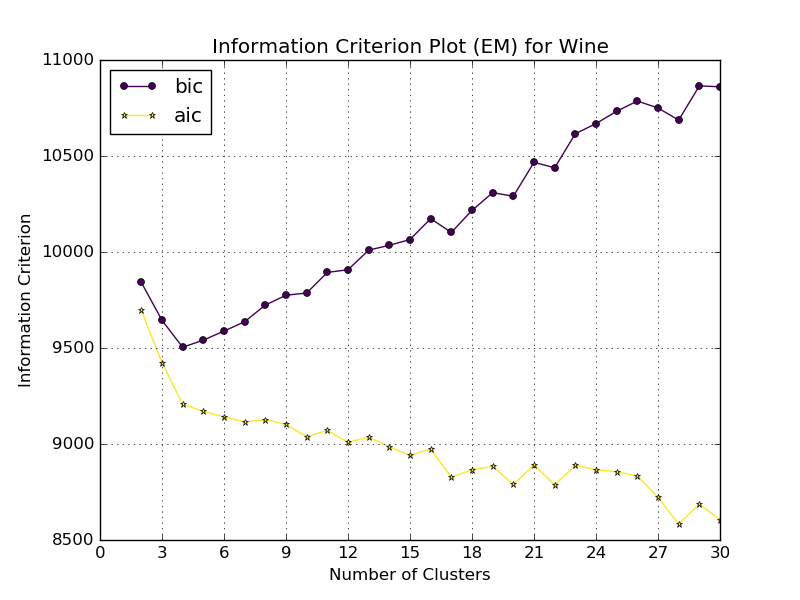 Information Criterion Plot (EM) for Wine
11000
bic
aic
10500
10000
9500
9000
8500
Information Criterion
0 3 6 9 12 15 18 21 24 27 30
Number of Clusters